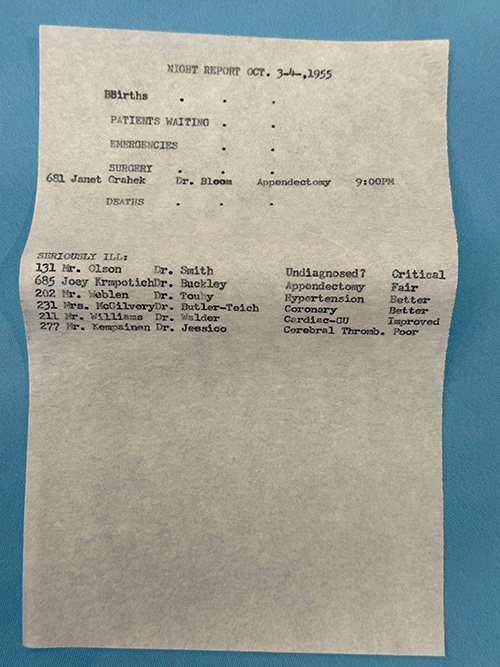 NIGHT REPORT OCT. 3-4-,1955
BBirths . . .
PATIENTS WAITING . .
EMERGENCIES . .
SURGERY . . .
681 Janet Orahek Dr. Bloom Appendectomy 9:00PM
DEATHS . . .
SERIOUSLY ILL:
131 Mr. Olson Dr. Smith Undiagnosed? Critical
685 Joey KrmpotichDr. Buckley Appendectomy Fair
202 Mr. Weblen Dr. Touhy Hypertension Better
231 Mrs. McGilveryDr. Butler-Teich Coronary Better
211 Mr. Williams Dr. Walder Cardiac-GU Improved
277 Mr. Kempainen Dr. Jessico Cerebral Thromb. Poor